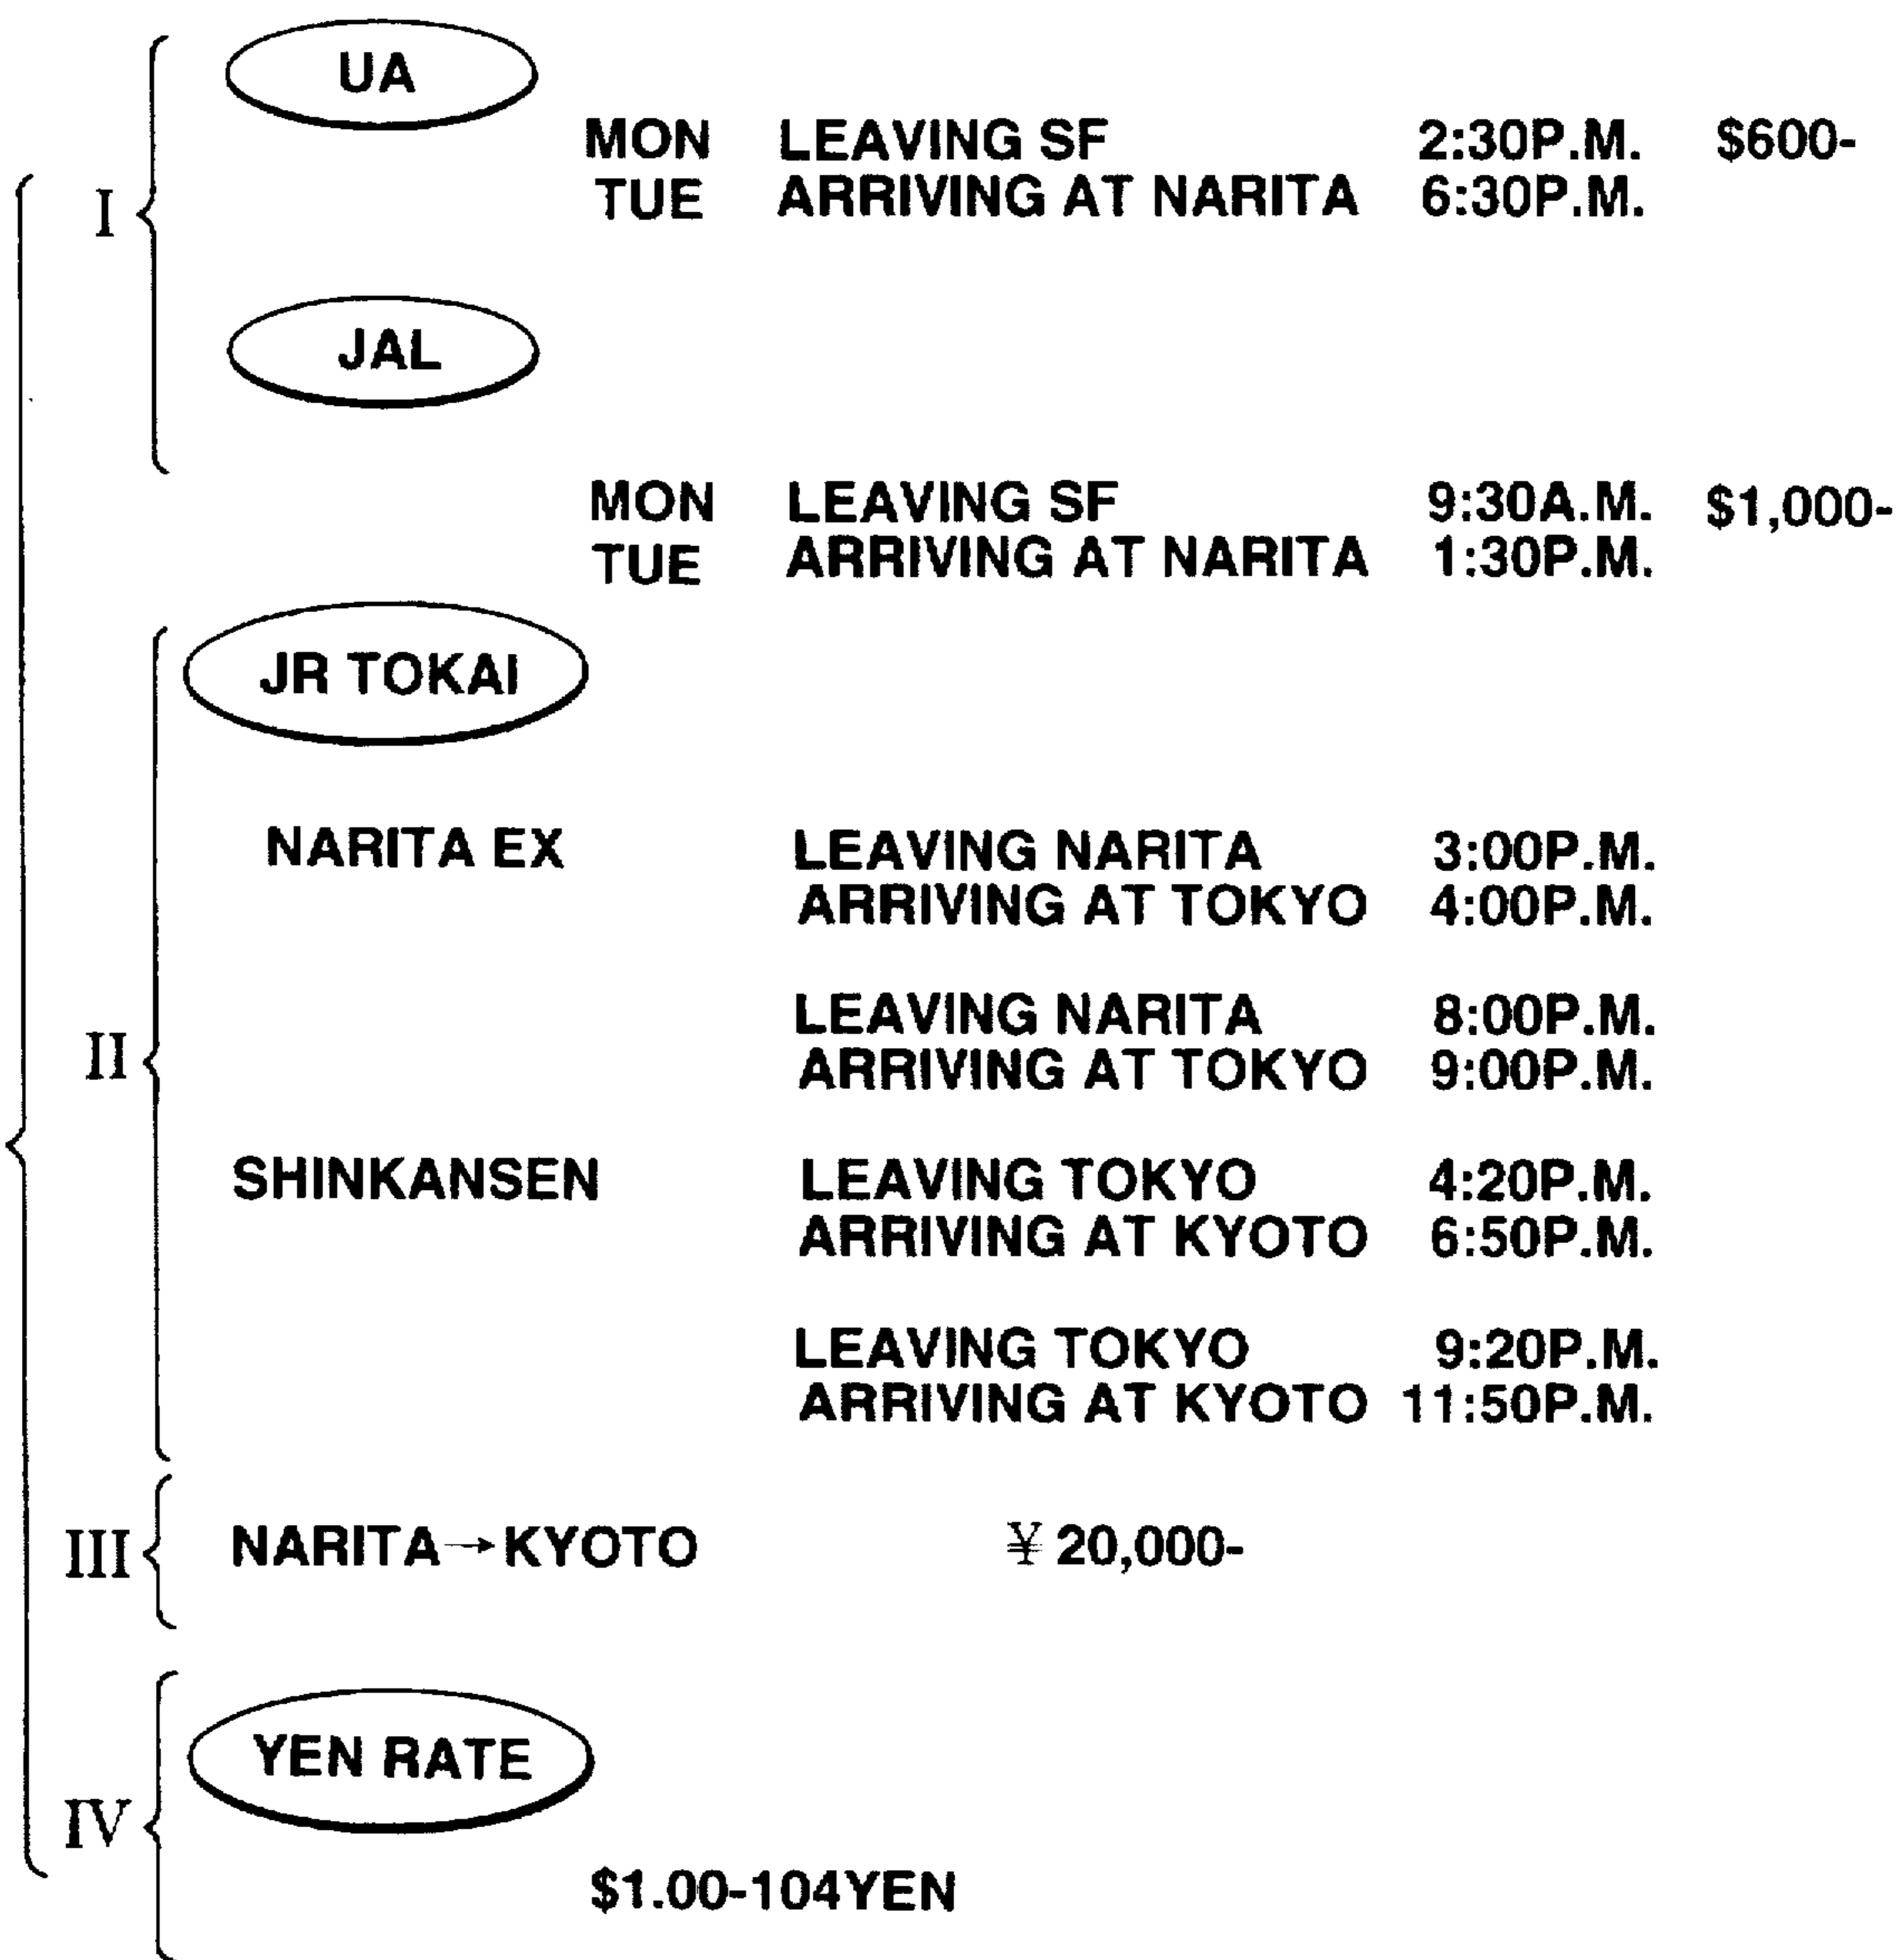 UA
MON LEAVING SF 2:30P.M. $600-
TUE ARRIVING AT NARITA 6:30P.M.
I
JAL
MON LEAVING SF 9:30A.M. $1,000-
TUE ARRIVING AT NARITA 1:30P.M.
JR TOKAI
NARITA EX LEAVING NARITA 3:00P.M.
ARRIVING AT TOKYO 4:00P.M.
LEAVING NARITA 8:00P.M.
II ARRIVING AT TOKYO 9:00P.M.
SHINKANSEN LEAVING TOKYO 4:20P.M.
ARRIVING AT KYOTO 6:50P.M.
LEAVING TOKYO 9:20P.M.
ARRIVING AT KYOTO 11:50P.M.
III NARITA→KYOTO ¥20,000-
YEN RATE
IV
$1.00-104YEN